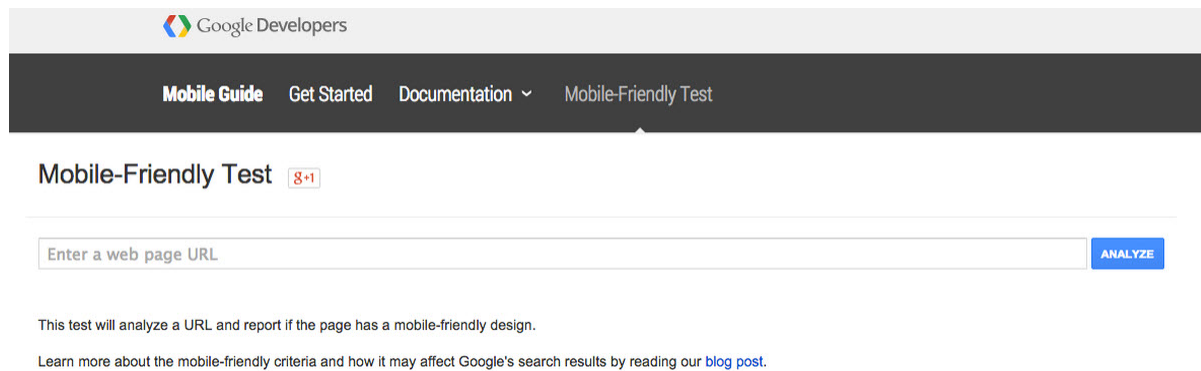 Google Developers
Mobile Guide Get Started Documentation Mobile-Friendly Test
Mobile-Friendly Test g+1
Enter a web page URL ANALYZE
This test will analyze a URL and report if the page has a mobile-friendly design.
Learn more about the mobile-friendly criteria and how it may affect Google's search results by reading our blog post.